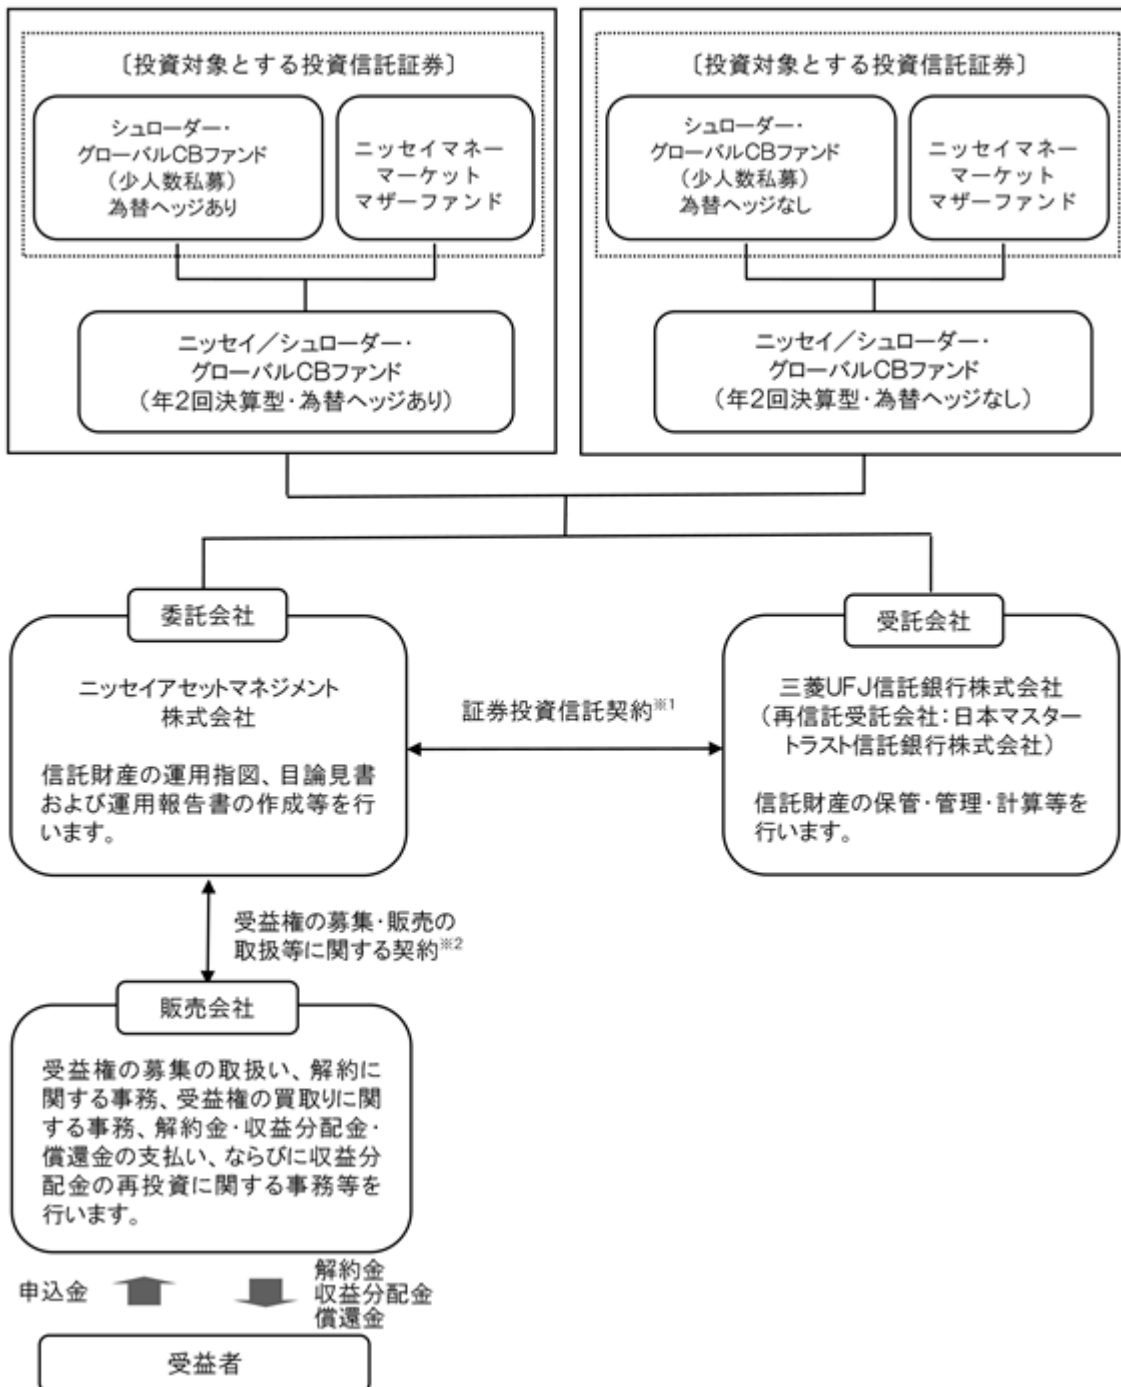 〔投資対象とする投資信託証券〕
シュローダー・
グローバルCBファンド
（少人数私募）
為替ヘッジあり
ニッセイマネー
マーケット
マザーファンド
ニッセイ／シュローダー・
グローバルCBファンド
（年2回決算型・為替ヘッジあり）
〔投資対象とする投資信託証券〕
シュローダー・
グローバルCBファンド
（少人数私募）
為替ヘッジなし
ニッセイマネー
マーケット
マザーファンド
ニッセイ／シュローダー・
グローバルCBファンド
（年2回決算型・為替ヘッジなし）
委託会社
ニッセイアセットマネジメント
株式会社
信託財産の運用指図、目論見書
および運用報告書の作成等を行
います。
証券投資信託契約※1
受託会社
三菱UFJ信託銀行株式会社
（再信託受託会社：日本マスター
トラスト信託銀行株式会社）
信託財産の保管・管理・計算等を
行います。
受益権の募集・販売の
取扱等に関する契約※2
販売会社
受益権の募集の取扱い、解約に
関する事務、受益権の買取りに関
する事務、解約金・収益分配金・
償還金の支払い、ならびに収益分
配金の再投資に関する事務等を
行います。
申込金
解約金
収益分配金
償還金
受益者